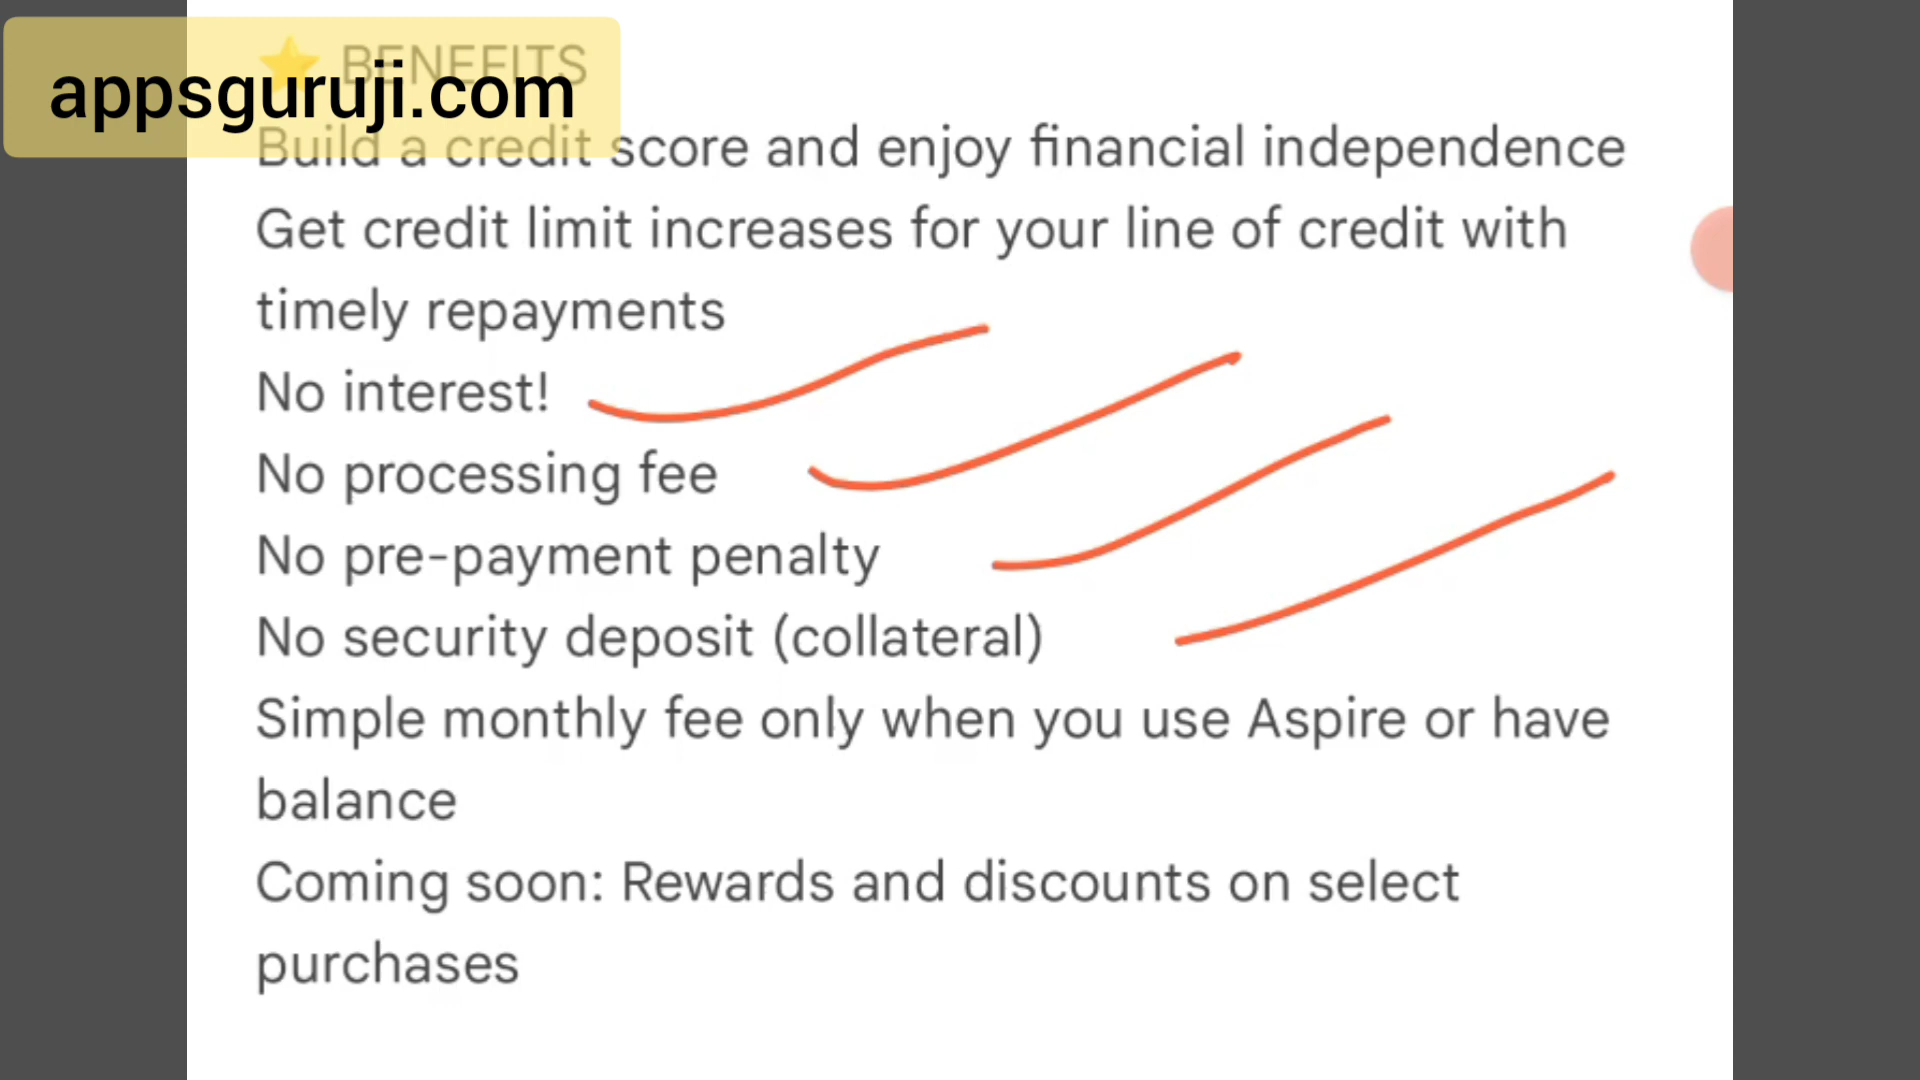 ⭐ BENEFITS
appsguruji.com
Build a credit score and enjoy financial independence
Get credit limit increases for your line of credit with
timely repayments
No interest!
No processing fee
No pre-payment penalty
No security deposit (collateral)
Simple monthly fee only when you use Aspire or have
balance
Coming soon: Rewards and discounts on select
purchases